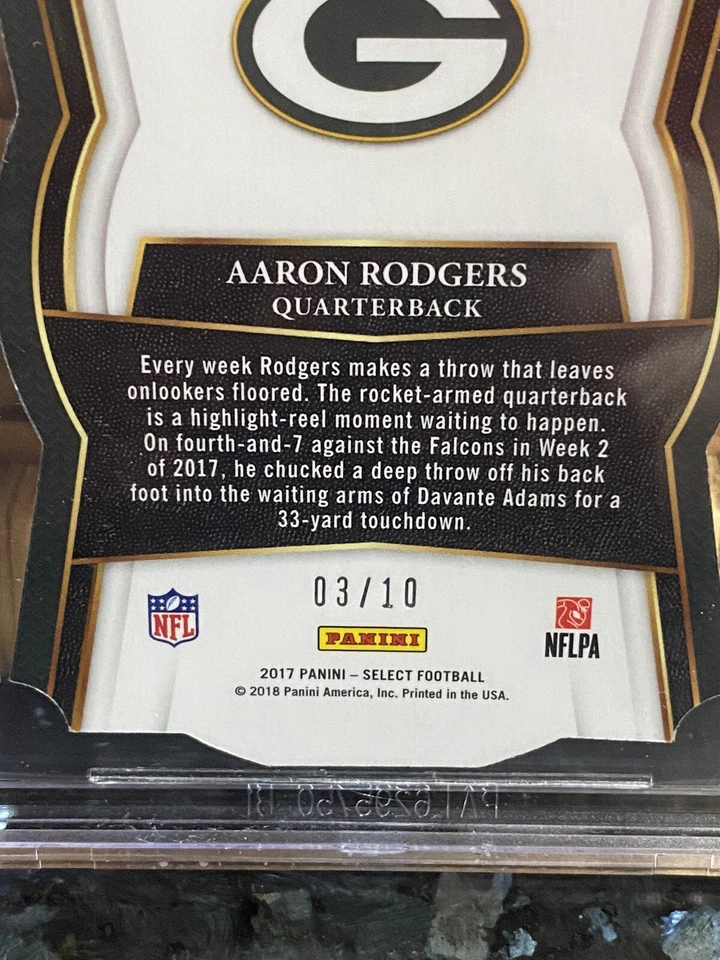 G
AARON RODGERS
QUARTERBACK
Every week Rodgers makes a throw that leaves
onlookers floored. The rocket-armed quarterback
is a highlight-reel moment waiting to happen.
On fourth-and-7 against the Falcons in Week 2
of 2017, he chucked a deep throw off his back
foot into the waiting arms of Davante Adams for a
33-yard touchdown.
03/10
NFL
PANINI
NFLPA
2017 PANINI – SELECT FOOTBALL
© 2018 Panini America, Inc. Printed in the USA.